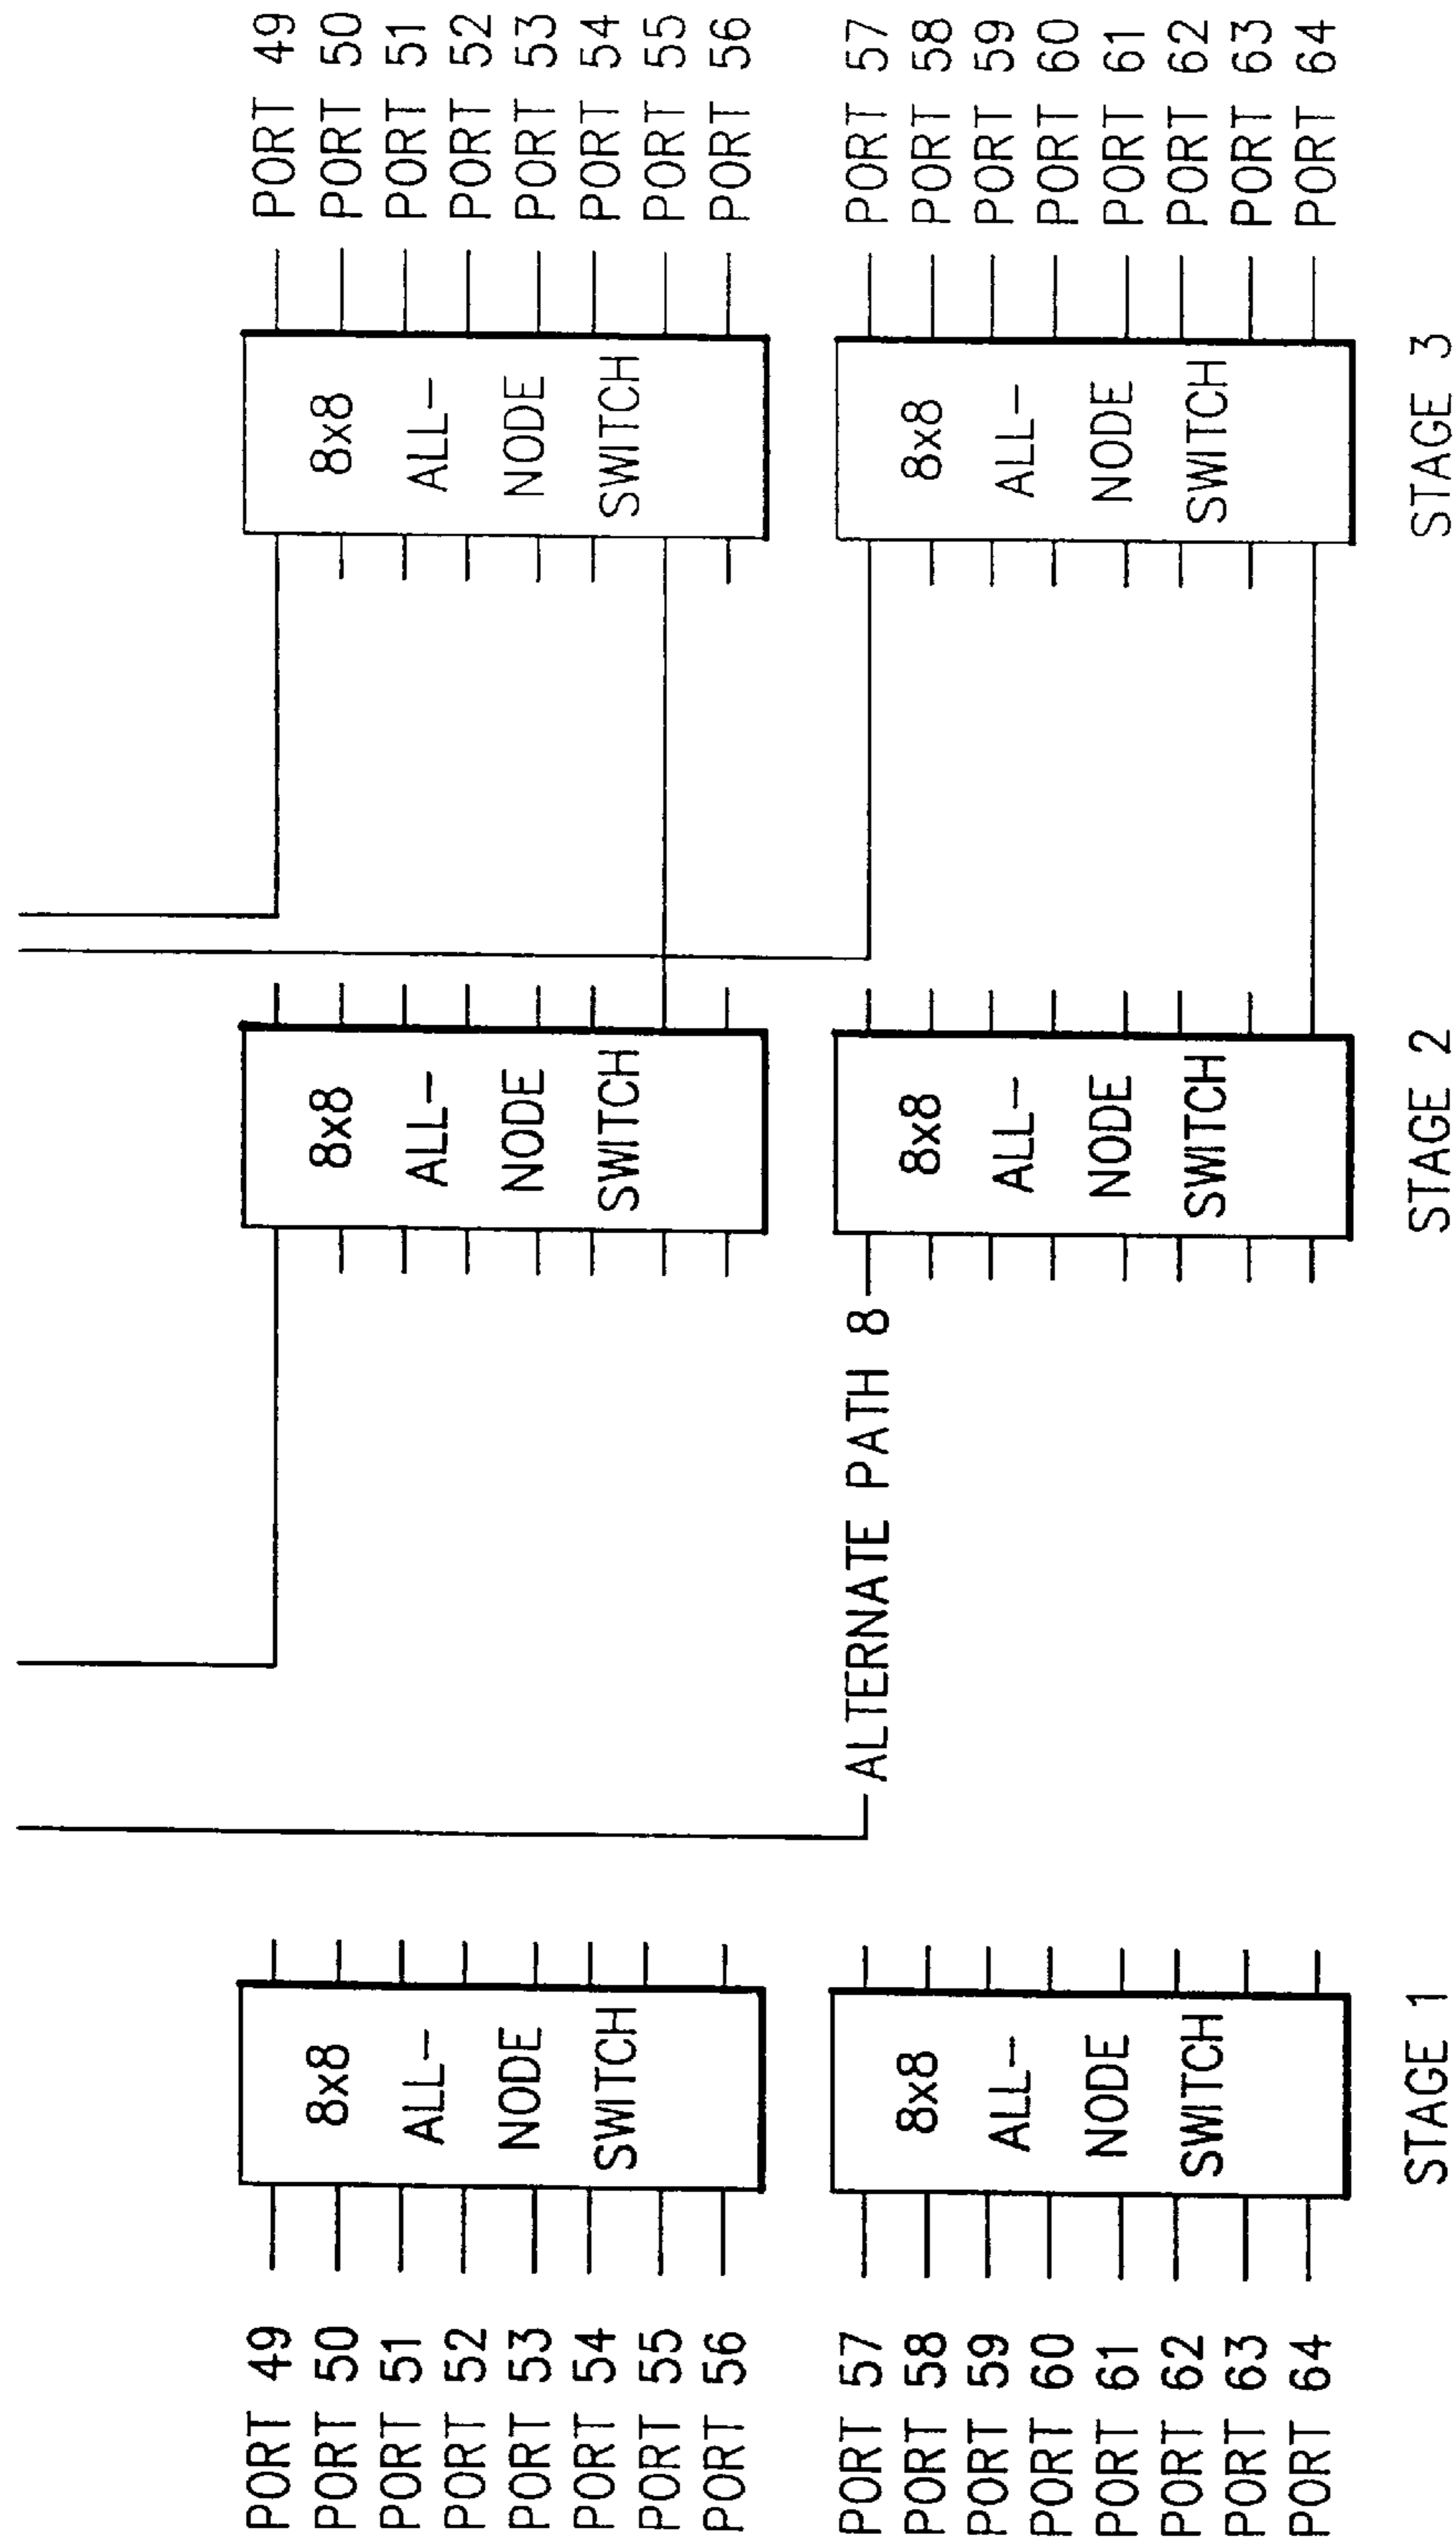 PORT 49
PORT 50
PORT 51
PORT 52
PORT 53
PORT 54
PORT 55
PORT 56
8x8
ALL-
NODE
SWITCH
8x8
ALL-
NODE
SWITCH
8x8
ALL-
NODE
SWITCH
PORT 49
PORT 50
PORT 51
PORT 52
PORT 53
PORT 54
PORT 55
PORT 56
PORT 57
PORT 58
PORT 59
PORT 60
PORT 61
PORT 62
PORT 63
PORT 64
8x8
ALL-
NODE
SWITCH
ALTERNATE PATH 8
8x8
ALL-
NODE
SWITCH
8x8
ALL-
NODE
SWITCH
PORT 57
PORT 58
PORT 59
PORT 60
PORT 61
PORT 62
PORT 63
PORT 64
STAGE 1
STAGE 2
STAGE 3